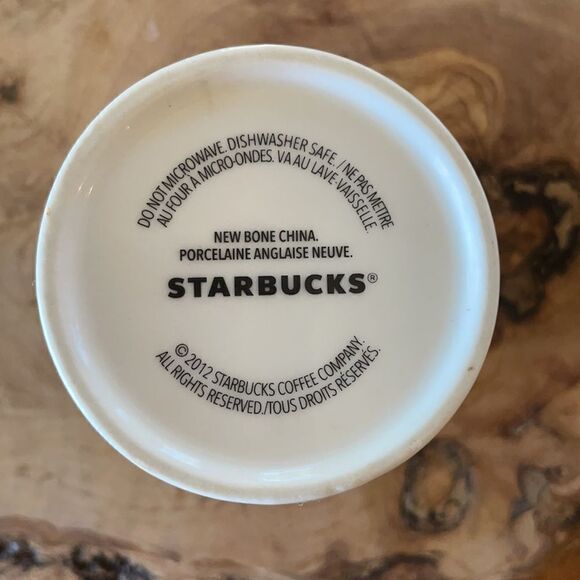 DO NOT MICROWAVE. DISHWASHER SAFE. / NE PAS METTRE
AU FOUR À MICRO-ONDES. VA AU LAVE VAISSELLE.
NEW BONE CHINA.
PORCELAINE ANGLAISE NEUVE.
STARBUCKS®
© 2012 STARBUCKS COFFEE COMPANY.
ALL RIGHTS RESERVED./TOUS DROITS RÉSERVÉS.